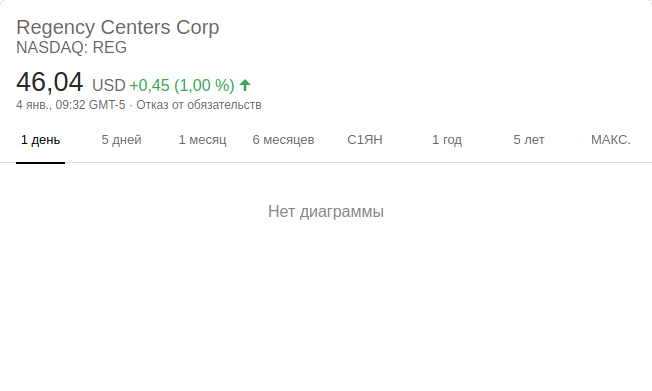 Regency Centers Corp
NASDAQ: REG
46,04 USD +0,45 (1,00 %)
4 янв., 09:32 GMT-5 · Отказ от обязательств
1 день 5 дней 1 месяц 6 месяцев С1ЯН 1 год 5 лет МАКС.
Нет диаграммы